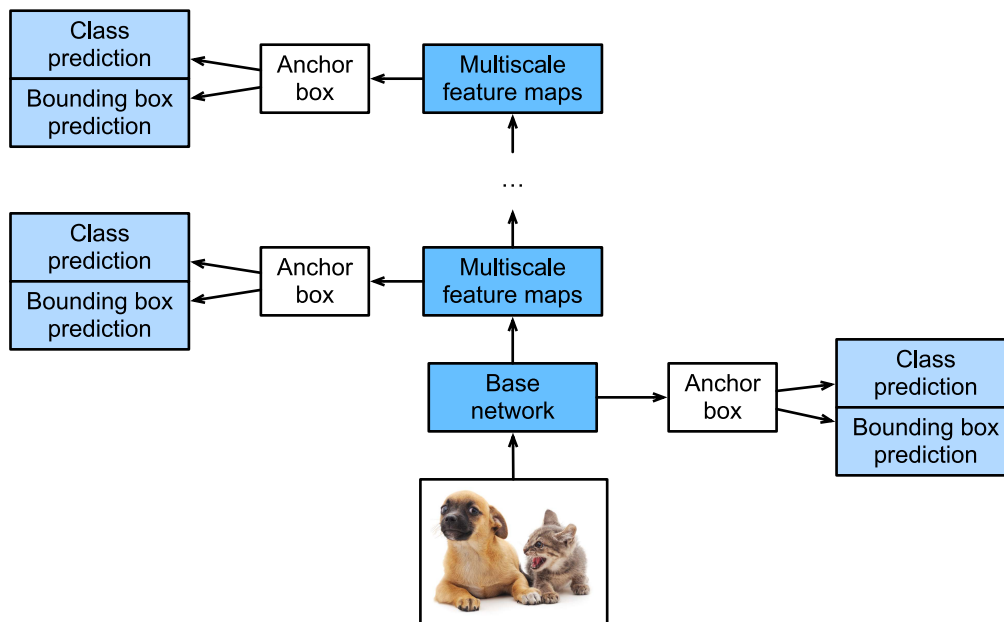 Class
prediction
Bounding box
prediction
Anchor
box
Multiscale
feature maps
...
Class
prediction
Bounding box
prediction
Anchor
box
Multiscale
feature maps
Base
network
Anchor
box
Class
prediction
Bounding box
prediction